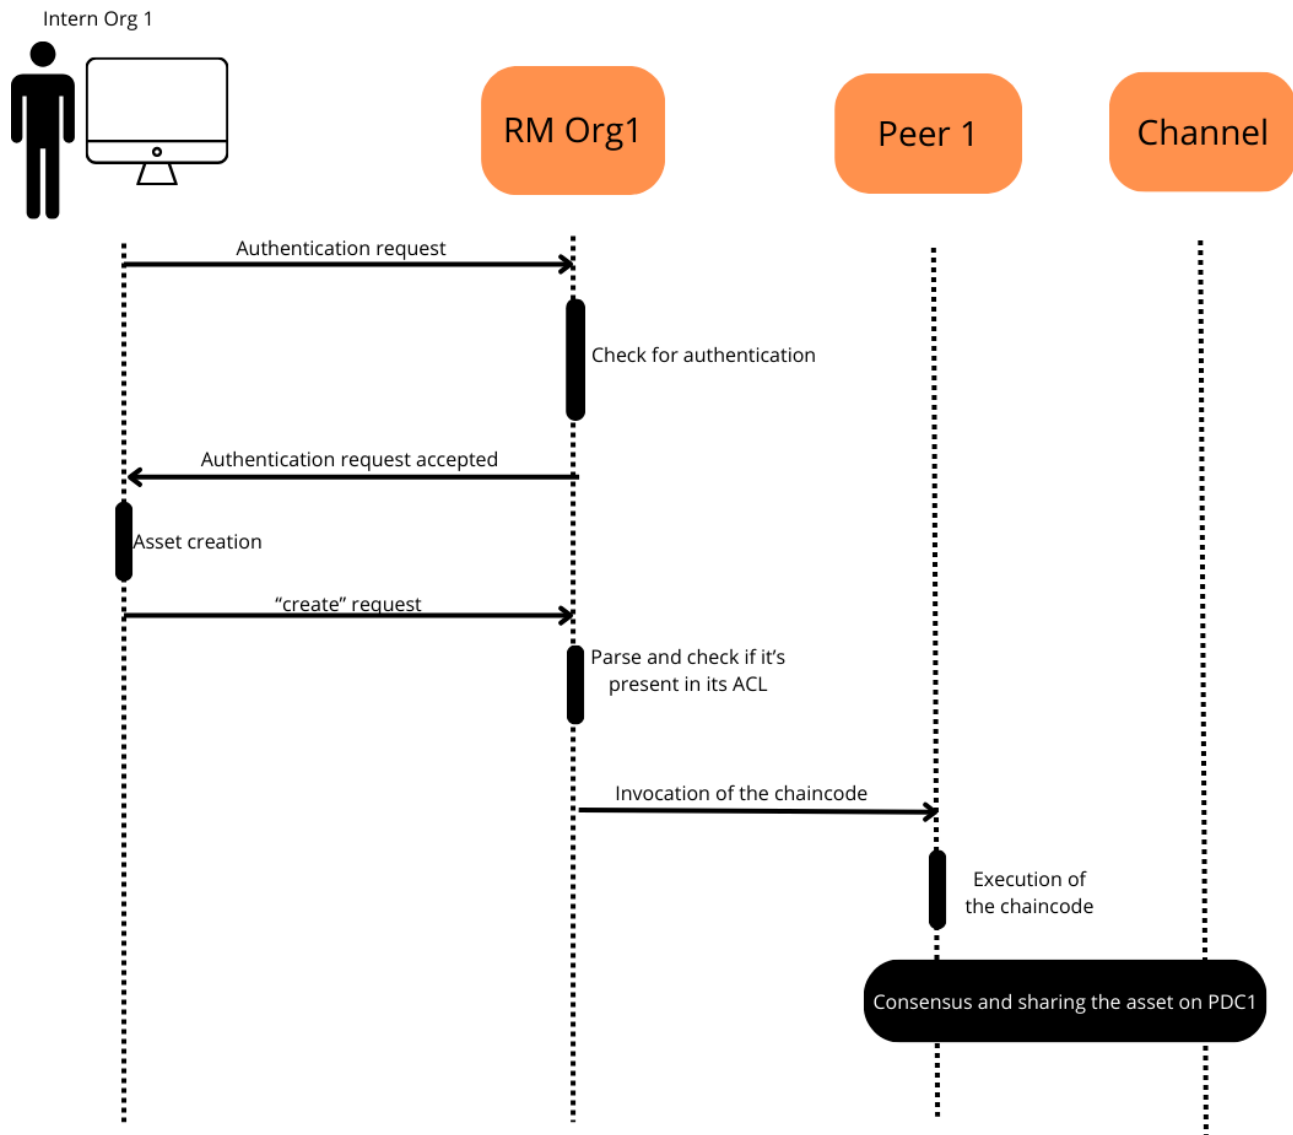 Intern Org 1
RM Org1
Peer 1
Channel
Authentication request
Check for authentication
Authentication request accepted
Asset creation
“create” request
Parse and check if it’s
present in its ACL
Invocation of the chaincode
Execution of
the chaincode
Consensus and sharing the asset on PDC1